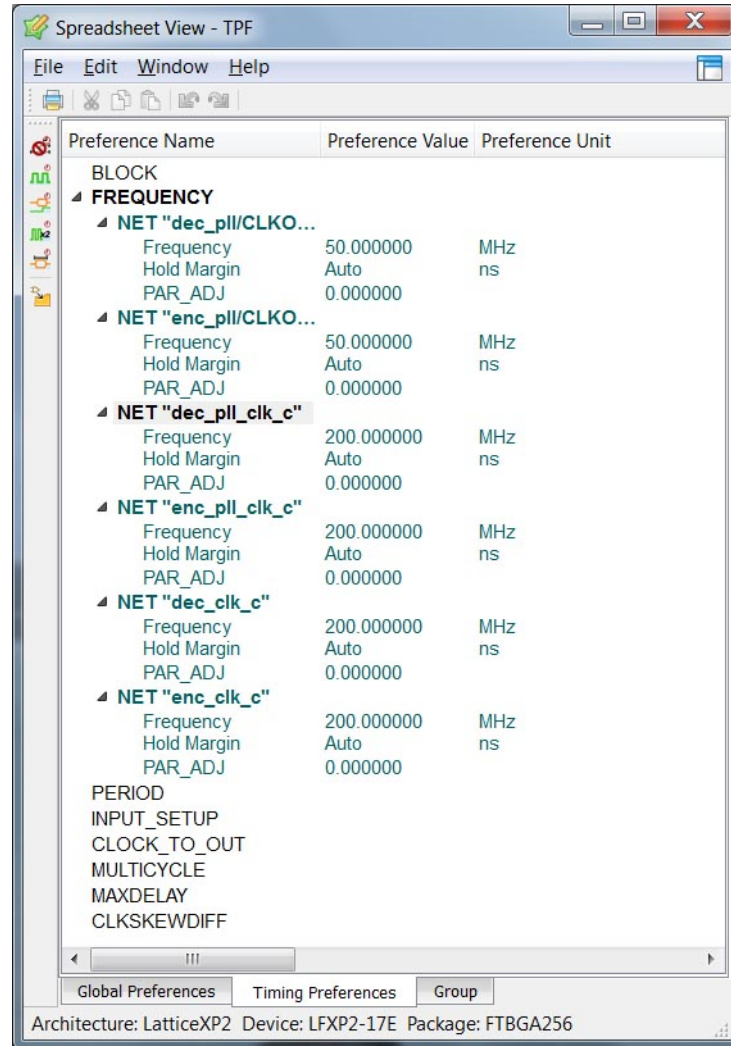 Spreadsheet View - TPF
File Edit Window Help
Preference Name Preference Value Preference Unit
BLOCK
FREQUENCY
NET "dec_pll/CLKO...
Frequency 50.000000 MHz
Hold Margin Auto ns
PAR_ADJ 0.000000
NET "enc_pll/CLKO...
Frequency 50.000000 MHz
Hold Margin Auto ns
PAR_ADJ 0.000000
NET "dec_pll_clk_c"
Frequency 200.000000 MHz
Hold Margin Auto ns
PAR_ADJ 0.000000
NET "enc_pll_clk_c"
Frequency 200.000000 MHz
Hold Margin Auto ns
PAR_ADJ 0.000000
NET "dec_clk_c"
Frequency 200.000000 MHz
Hold Margin Auto ns
PAR_ADJ 0.000000
NET "enc_clk_c"
Frequency 200.000000 MHz
Hold Margin Auto ns
PAR_ADJ 0.000000
PERIOD
INPUT_SETUP
CLOCK_TO_OUT
MULTICYCLE
MAXDELAY
CLKSKEWDIFF
Global Preferences Timing Preferences Group
Architecture: LatticeXP2 Device: LFXP2-17E Package: FTBGA256